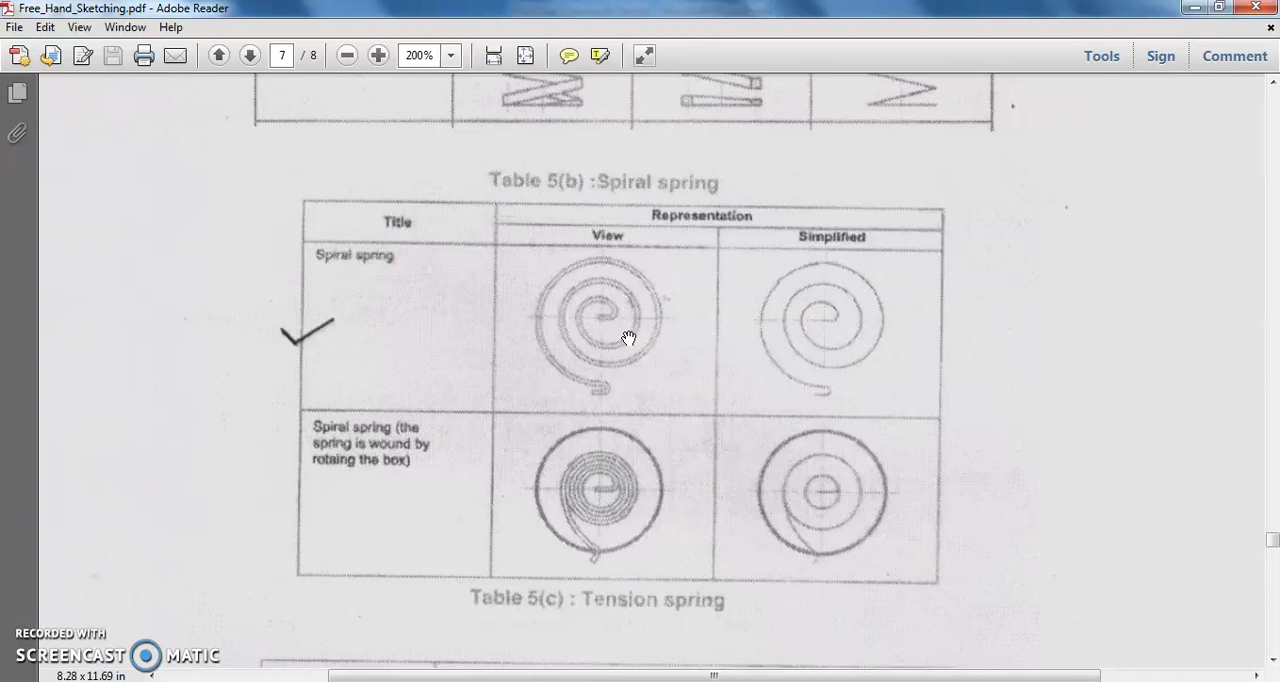 Free_Hand_Sketching.pdf - Adobe Reader
File Edit View Window Help
7 / 8 200% Tools Sign Comment
Table 5(b) :Spiral spring
Title
Representation
View
Simplified
Spiral spring
Spiral spring (the
spring is wound by
rotaing the box)
Table 5(c) : Tension spring
RECORDED WITH
SCREENCAST MATIC
8.28 x 11.69 in